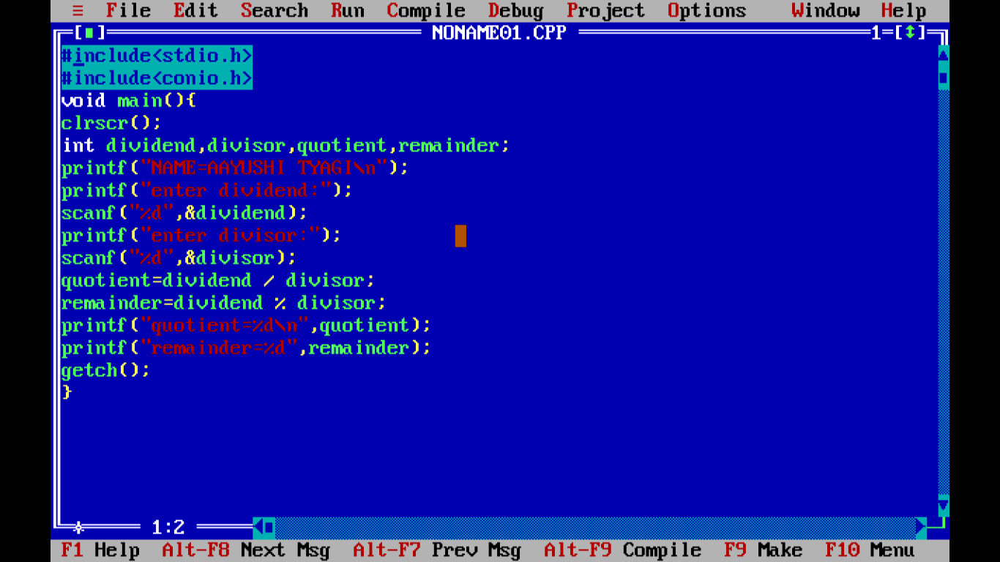 ≡ File Edit Search Run Compile Debug Project Options Window Help
[■] NONAME01.CPP 1=[↕]
#include<stdio.h>
#include<conio.h>
void main(){
clrscr();
int dividend,divisor,quotient,remainder;
printf("NAME=AAYUSHI TYAGI\n");
printf("enter dividend:");
scanf("%d",&dividend);
printf("enter divisor:");
scanf("%d",&divisor);
quotient=dividend / divisor;
remainder=dividend % divisor;
printf("quotient=%d\n",quotient);
printf("remainder=%d",remainder);
getch();
}
1:2
F1 Help Alt-F8 Next Msg Alt-F7 Prev Msg Alt-F9 Compile F9 Make F10 Menu